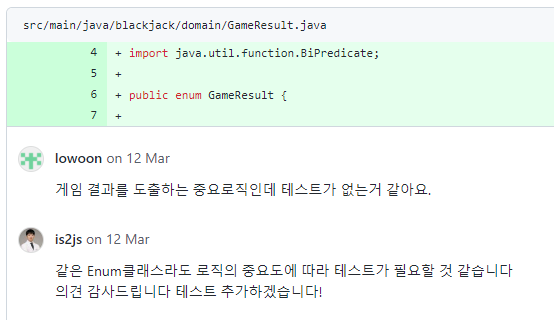 src/main/java/blackjack/domain/GameResult.java
4 + import java.util.function.BiPredicate;
5 +
6 + public enum GameResult {
7 +
lowoon on 12 Mar
게임 결과를 도출하는 중요로직인데 테스트가 없는거 같아요.
is2js on 12 Mar
같은 Enum클래스라도 로직의 중요도에 따라 테스트가 필요할 것 같습니다
의견 감사드립니다 테스트 추가하겠습니다!